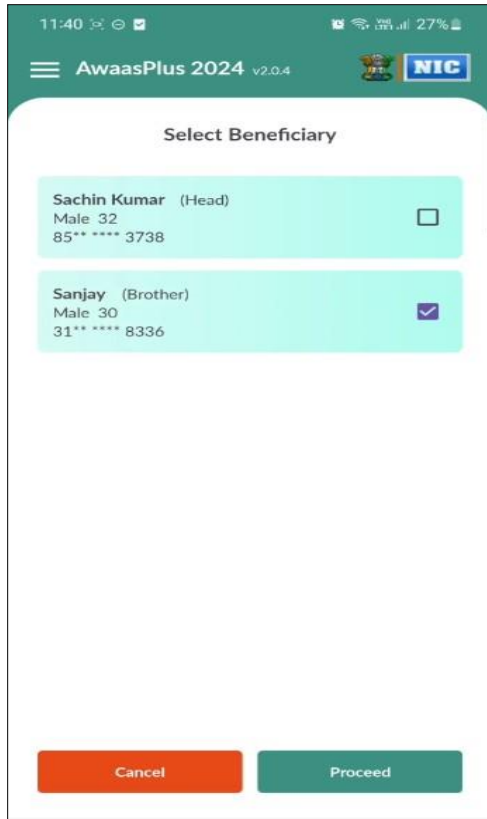 11:40 27%
AwaasPlus 2024 v2.0.4 NIC
Select Beneficiary
Sachin Kumar (Head)
Male 32
85** **** 3738
Sanjay (Brother)
Male 30
31** **** 8336
Cancel Proceed